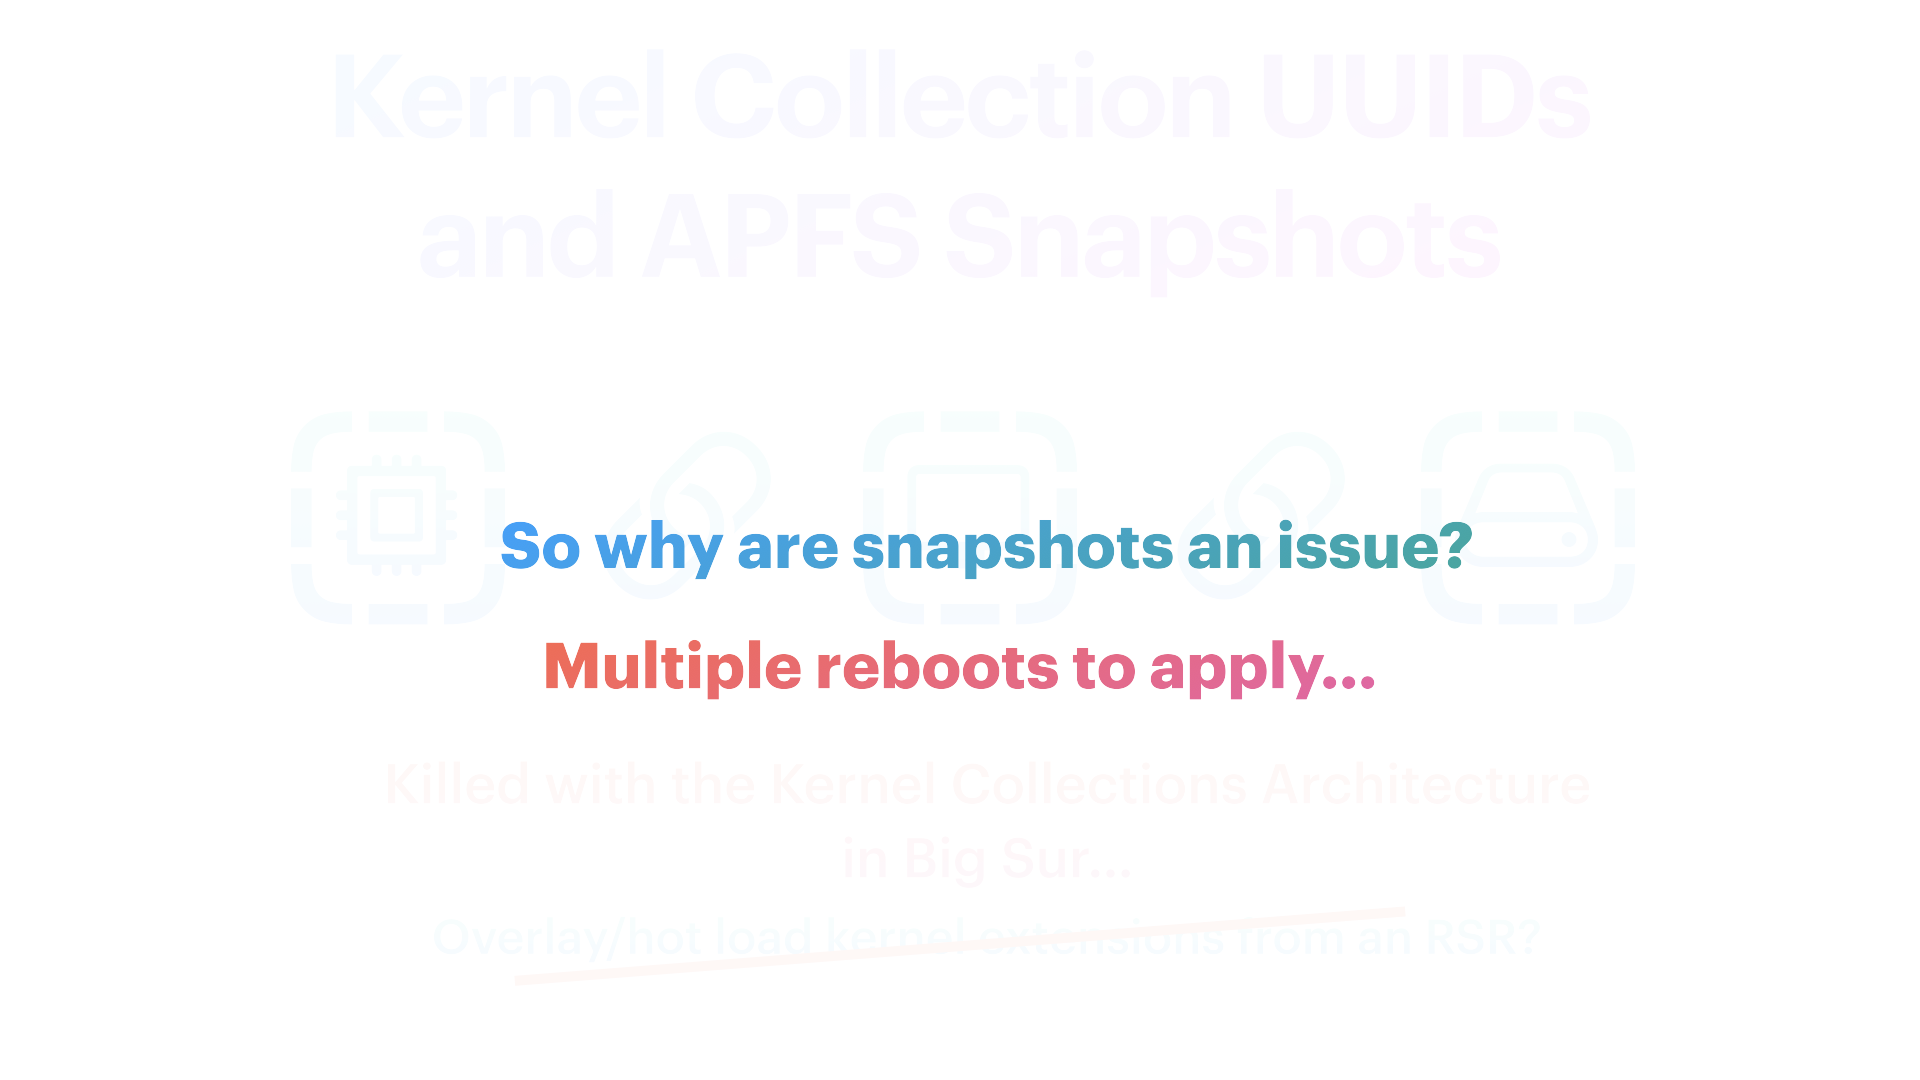 Kernel Collection UUIDs
and APFS Snapshots
So why are snapshots an issue?
Multiple reboots to apply...
Killed with the Kernel Collections Architecture
in Big Sur...
Overlay/hot load kernel extensions from an RSR?